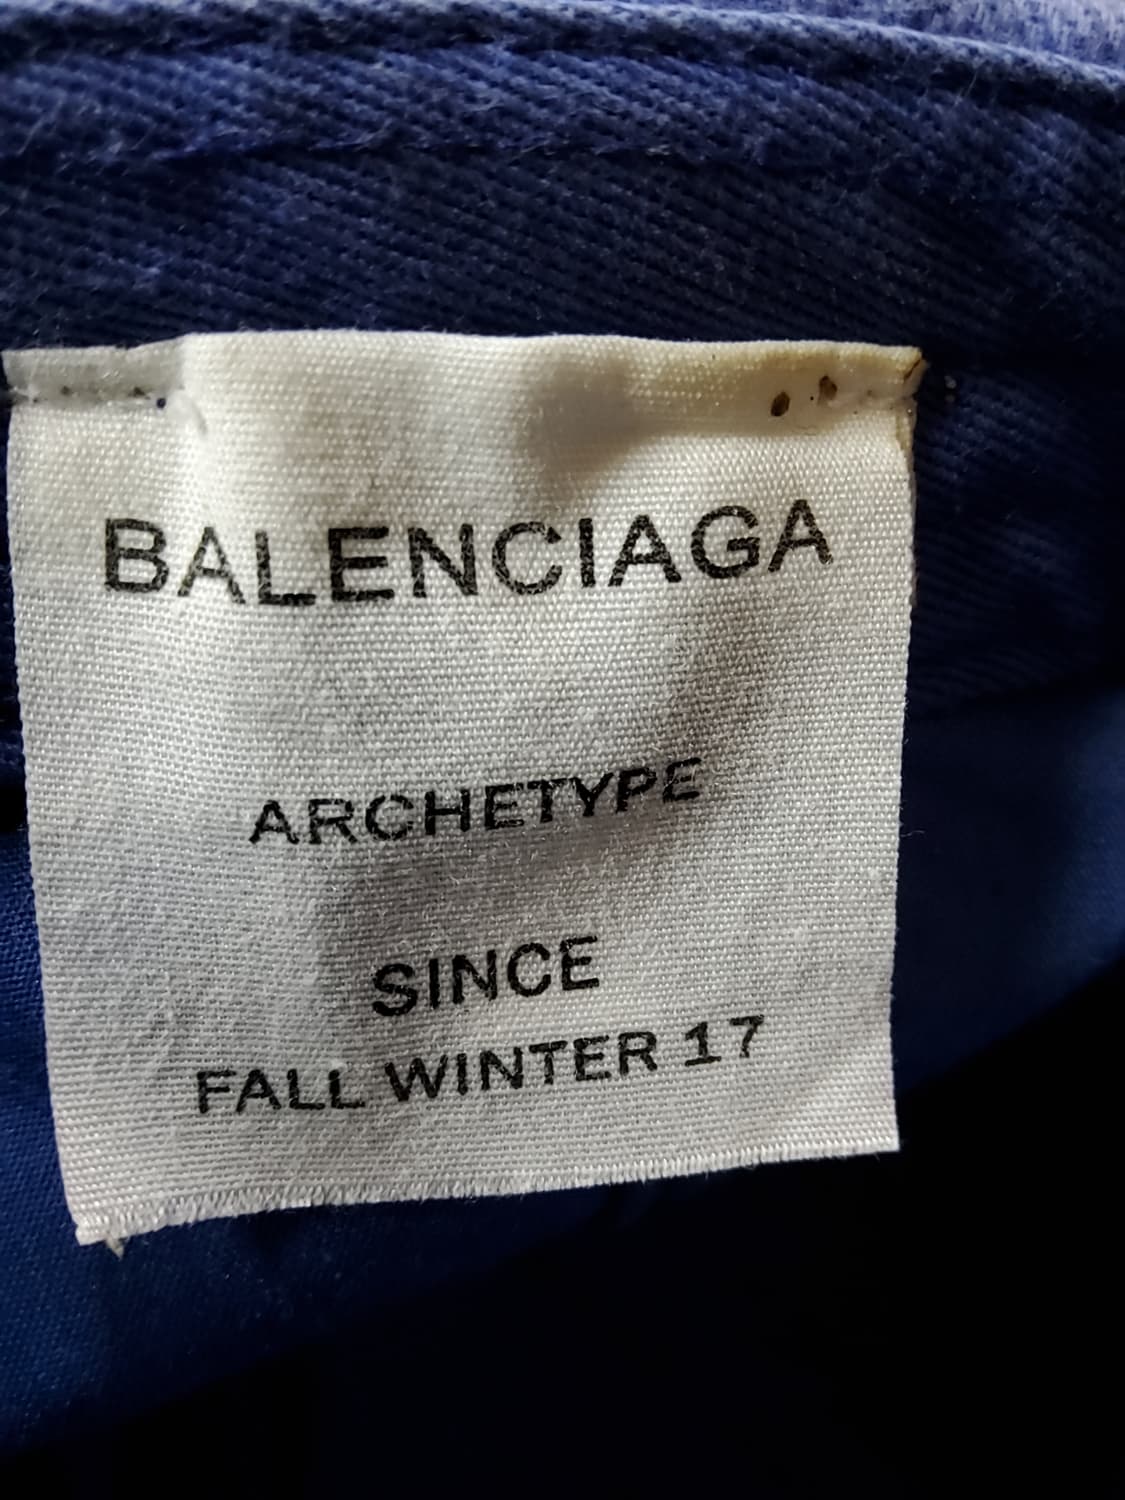 BALENCIAGA
ARCHETYPE
SINCE
FALL WINTER 17